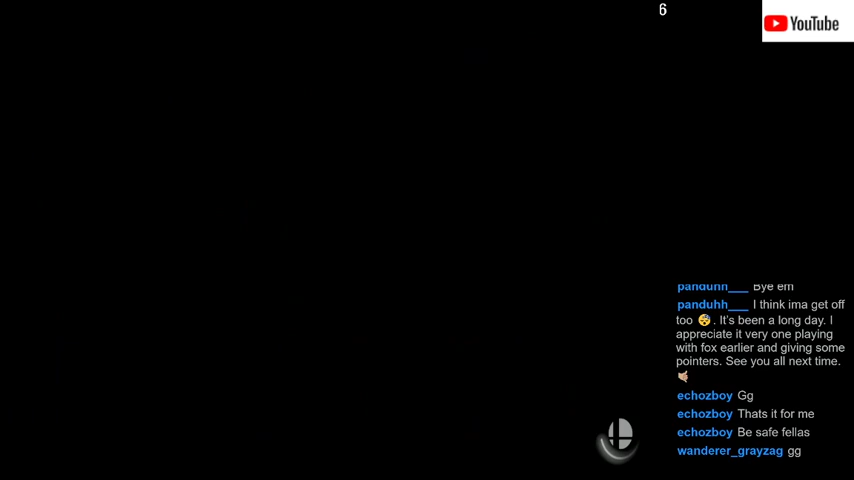 6
YouTube
panduhh___ Bye em
panduhh___ I think ima get off
too 😴. It's been a long day. I
appreciate it very one playing
with fox earlier and giving some
pointers. See you all next time.
🤙🏼
echozboy Gg
echozboy Thats it for me
echozboy Be safe fellas
wanderer_grayzag gg